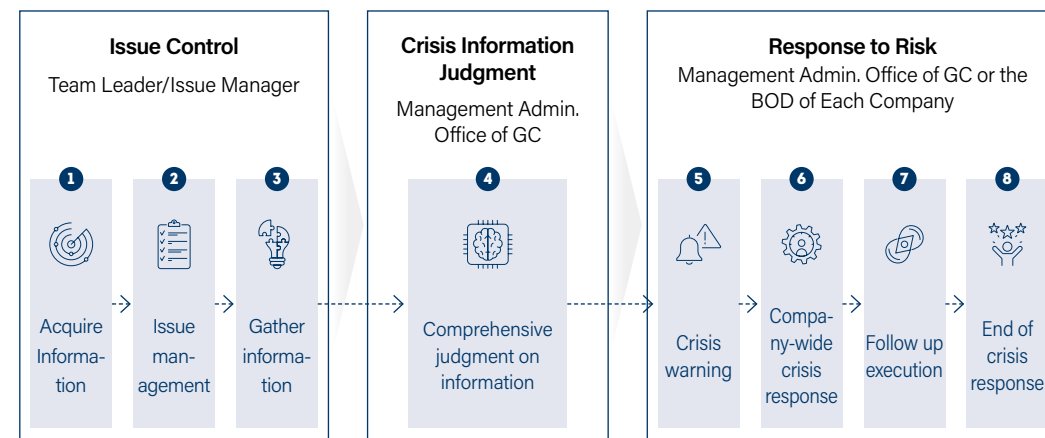 Issue Control
Team Leader/Issue Manager
1
Acquire
Informa-
tion
2
Issue
man-
agement
3
Gather
informa-
tion
Crisis Information
Judgment
Management Admin.
Office of GC
4
Comprehensive
judgment on
information
Response to Risk
Management Admin. Office of GC or the
BOD of Each Company
5
Crisis
warning
6
Compa-
ny-wide
crisis
response
7
Follow up
execution
8
End of
crisis
response